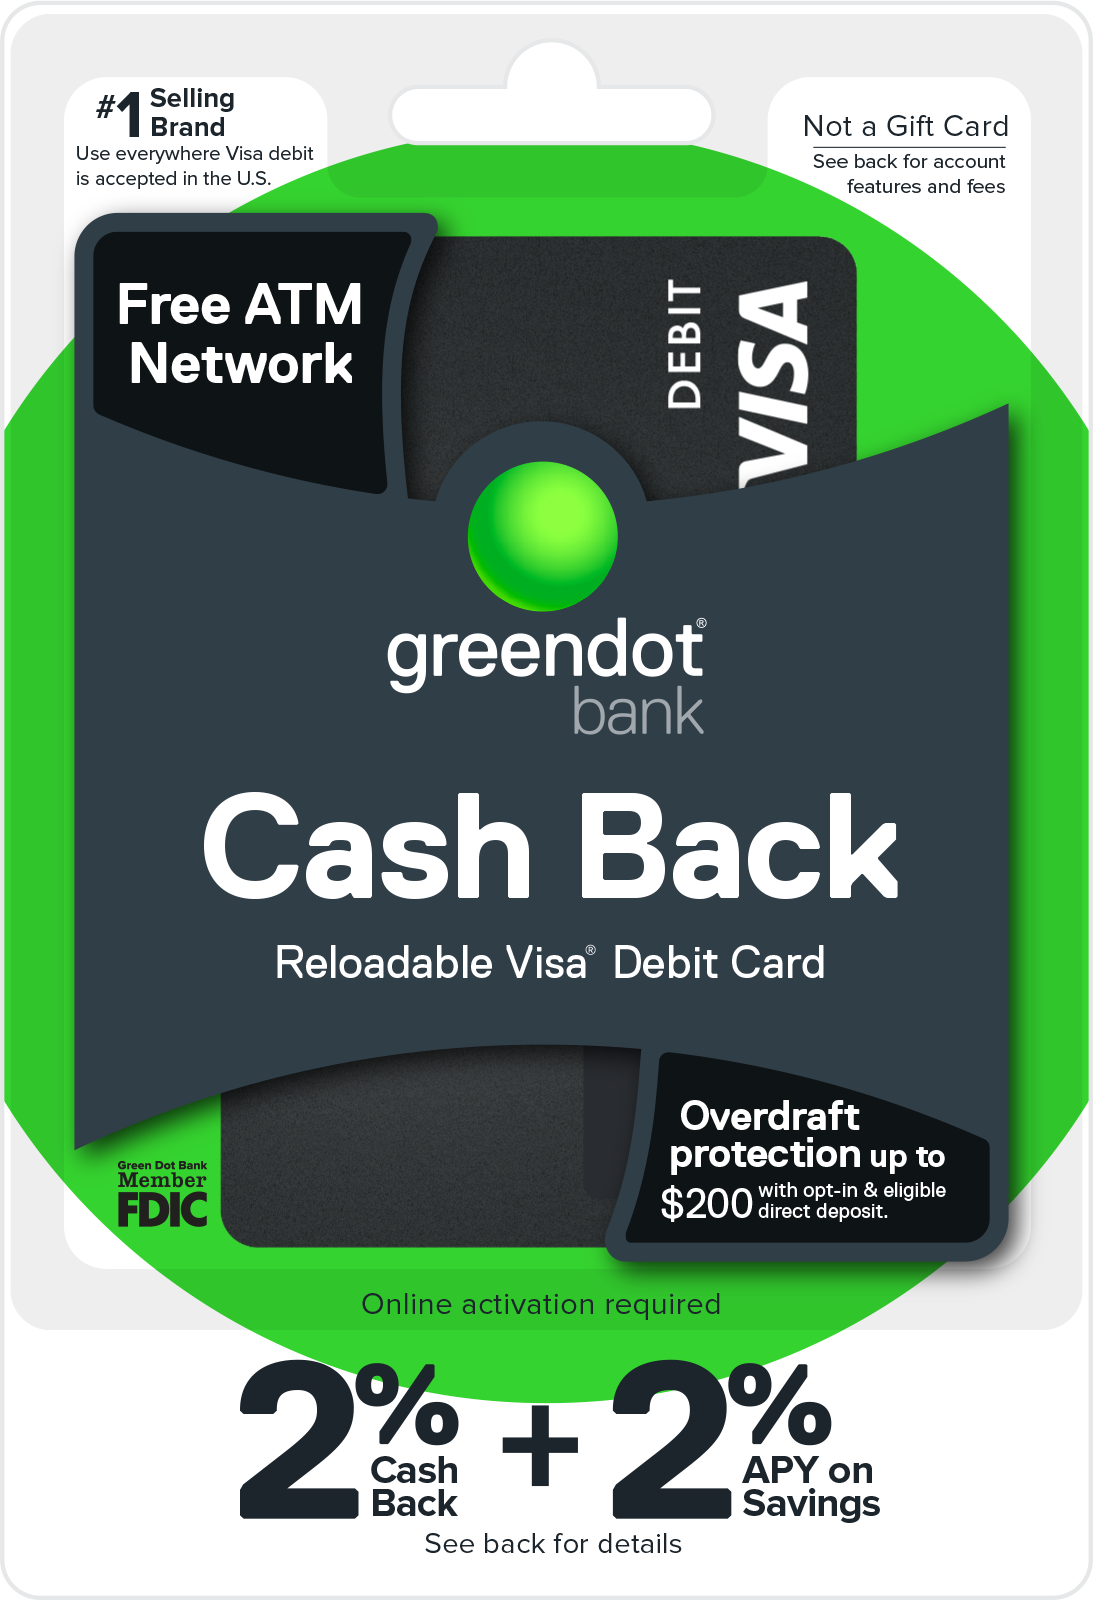 #1 Selling
Brand
Use everywhere Visa debit
is accepted in the U.S.
Not a Gift Card
See back for account
features and fees
Free ATM
Network
DEBIT
VISA
greendot®
bank
Cash Back
Reloadable Visa® Debit Card
Overdraft
protection up to
$200 with opt-in & eligible
direct deposit.
Green Dot Bank
Member
FDIC
Online activation required
2% Cash
Back
+
2% APY on
Savings
See back for details